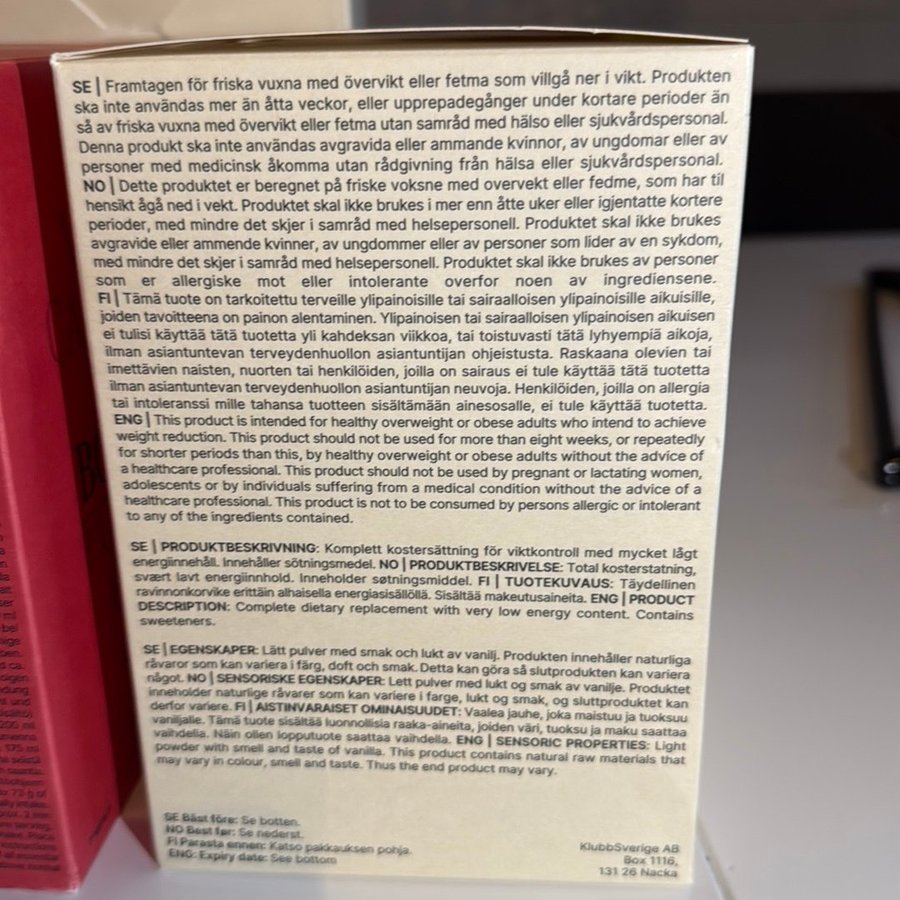 SE | Framtagen för friska vuxna med övervikt eller fetma som villgå ner i vikt. Produkten
ska inte användas mer än åtta veckor, eller upprepadegånger under kortare perioder än
så av friska vuxna med övervikt eller fetma utan samråd med hälso eller sjukvårdspersonal.
Denna produkt ska inte användas avgravida eller ammande kvinnor, av ungdomar eller av
personer med medicinsk åkomma utan rådgivning från hälsa eller sjukvårdspersonal.
NO | Dette produktet er beregnet på friske voksne med overvekt eller fedme, som har til
hensikt ågå ned i vekt. Produktet skal ikke brukes i mer enn åtte uker eller igjentatte kortere
perioder, med mindre det skjer i samråd med helsepersonell. Produktet skal ikke brukes
avgravide eller ammende kvinner, av ungdommer eller av personer som lider av en sykdom,
med mindre det skjer i samråd med helsepersonell. Produktet skal ikke brukes av personer
som er allergiske mot eller intolerante overfor noen av ingrediensene.
FI | Tämä tuote on tarkoitettu terveille ylipainoisille tai sairaalloisen ylipainoisille aikuisille,
joiden tavoitteena on painon alentaminen. Ylipainoisen tai sairaalloisen ylipainoisen aikuisen
ei tulisi käyttää tätä tuotetta yli kahdeksan viikkoa, tai toistuvasti tätä lyhyempiä aikoja,
ilman asiantuntevan terveydenhuollon asiantuntijan ohjeistusta. Raskaana olevien tai
imettävien naisten, nuorten tai henkilöiden, joilla on sairaus ei tule käyttää tätä tuotetta
ilman asiantuntevan terveydenhuollon asiantuntijan neuvoja. Henkilöiden, joilla on allergia
tai intoleranssi mille tahansa tuotteen sisältämään ainesosalle, ei tule käyttää tuotetta.
ENG | This product is intended for healthy overweight or obese adults who intend to achieve
weight reduction. This product should not be used for more than eight weeks, or repeatedly
for shorter periods than this, by healthy overweight or obese adults without the advice of
a healthcare professional. This product should not be used by pregnant or lactating women,
adolescents or by individuals suffering from a medical condition without the advice of a
healthcare professional. This product is not to be consumed by persons allergic or intolerant
to any of the ingredients contained.
SE | PRODUKTBESKRIVNING: Komplett kostersättning för viktkontroll med mycket lågt
energiinnehåll. Innehåller sötningsmedel. NO | PRODUKTBESKRIVELSE: Total kosterstatning,
svært lavt energiinnhold. Inneholder søtningsmiddel. FI | TUOTEKUVAUS: Täydellinen
ravinnonkorvike erittäin alhaisella energiasisällöllä. Sisältää makeutusaineita. ENG | PRODUCT
DESCRIPTION: Complete dietary replacement with very low energy content. Contains
sweeteners.
SE | EGENSKAPER: Lätt pulver med smak och lukt av vanilj. Produkten innehåller naturliga
råvaror som kan variera i färg, doft och smak. Detta kan göra så slutprodukten kan variera
något. NO | SENSORISKE EGENSKAPER: Lett pulver med lukt og smak av vanilje. Produktet
inneholder naturlige råvarer som kan variere i farge, lukt og smak, og sluttproduktet kan
derfor variere. FI | AISTINVARAISET OMINAISUUDET: Vaalea jauhe, joka maistuu ja tuoksuu
vaniljalle. Tämä tuote sisältää luonnollisia raaka-aineita, joiden väri, tuoksu ja maku saattaa
vaihdella. Näin ollen lopputuote saattaa vaihdella. ENG | SENSORIC PROPERTIES: Light
powder with smell and taste of vanilla. This product contains natural raw materials that
may vary in colour, smell and taste. Thus the end product may vary.
SE Bäst före: Se botten.
NO Best før: Se nederst.
FI Parasta ennen: Katso pakkauksen pohja.
ENG: Expiry date: See bottom
KlubbSverige AB
Box 1116,
131 26 Nacka